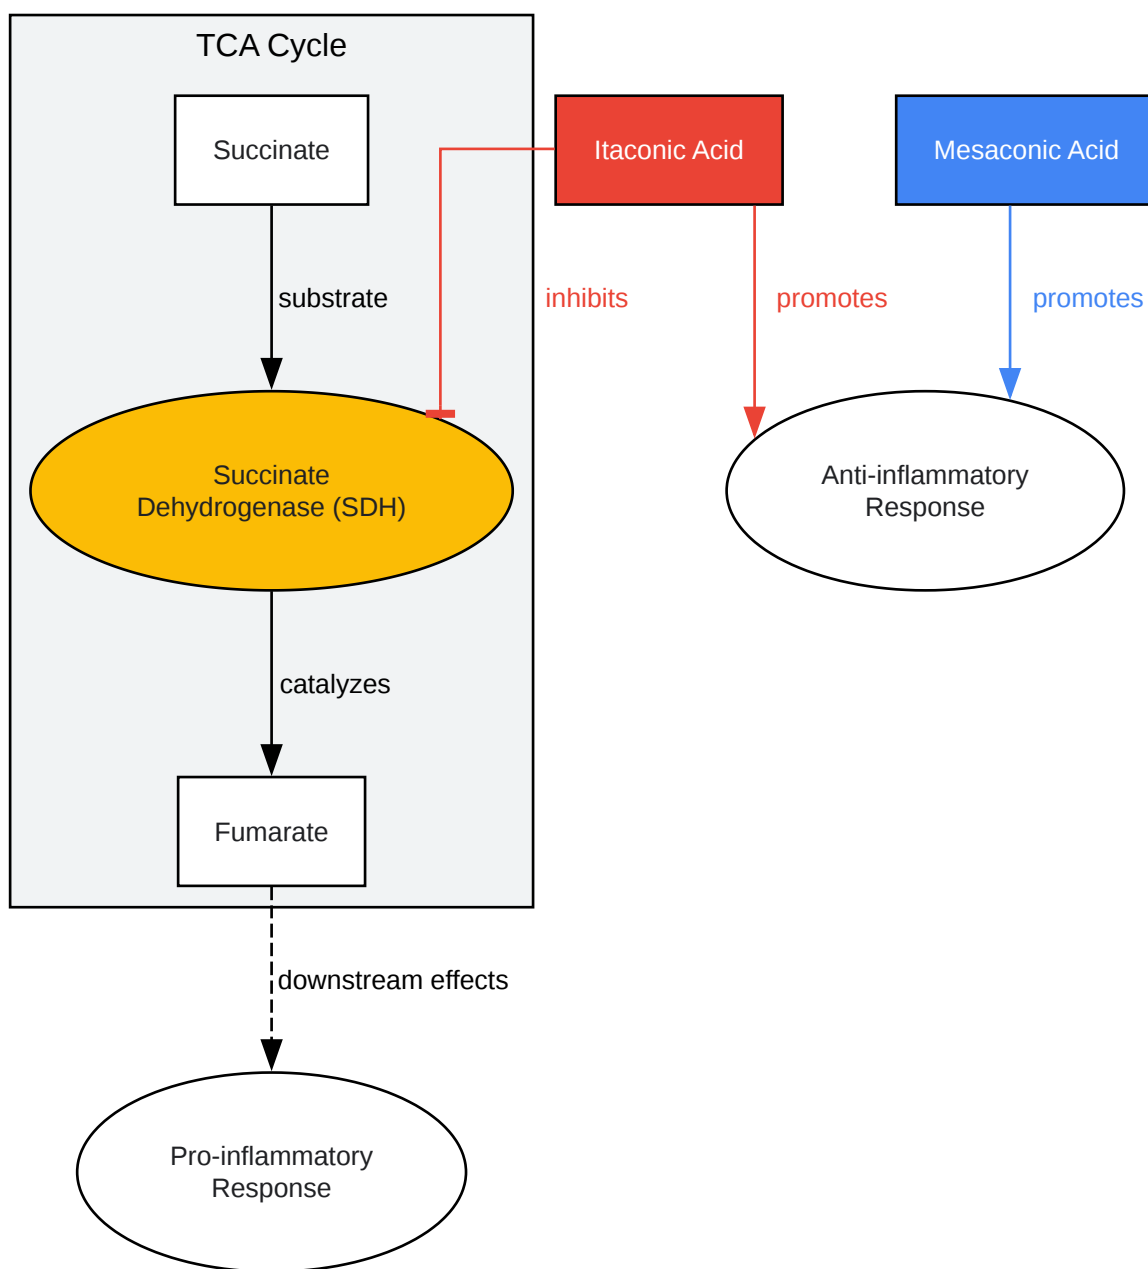 TCA Cycle
Succinate
Itaconic Acid
Mesaconic Acid
substrate
inhibits
promotes
promotes
Succinate
Dehydrogenase (SDH)
Anti-inflammatory
Response
catalyzes
Fumarate
downstream effects
Pro-inflammatory
Response